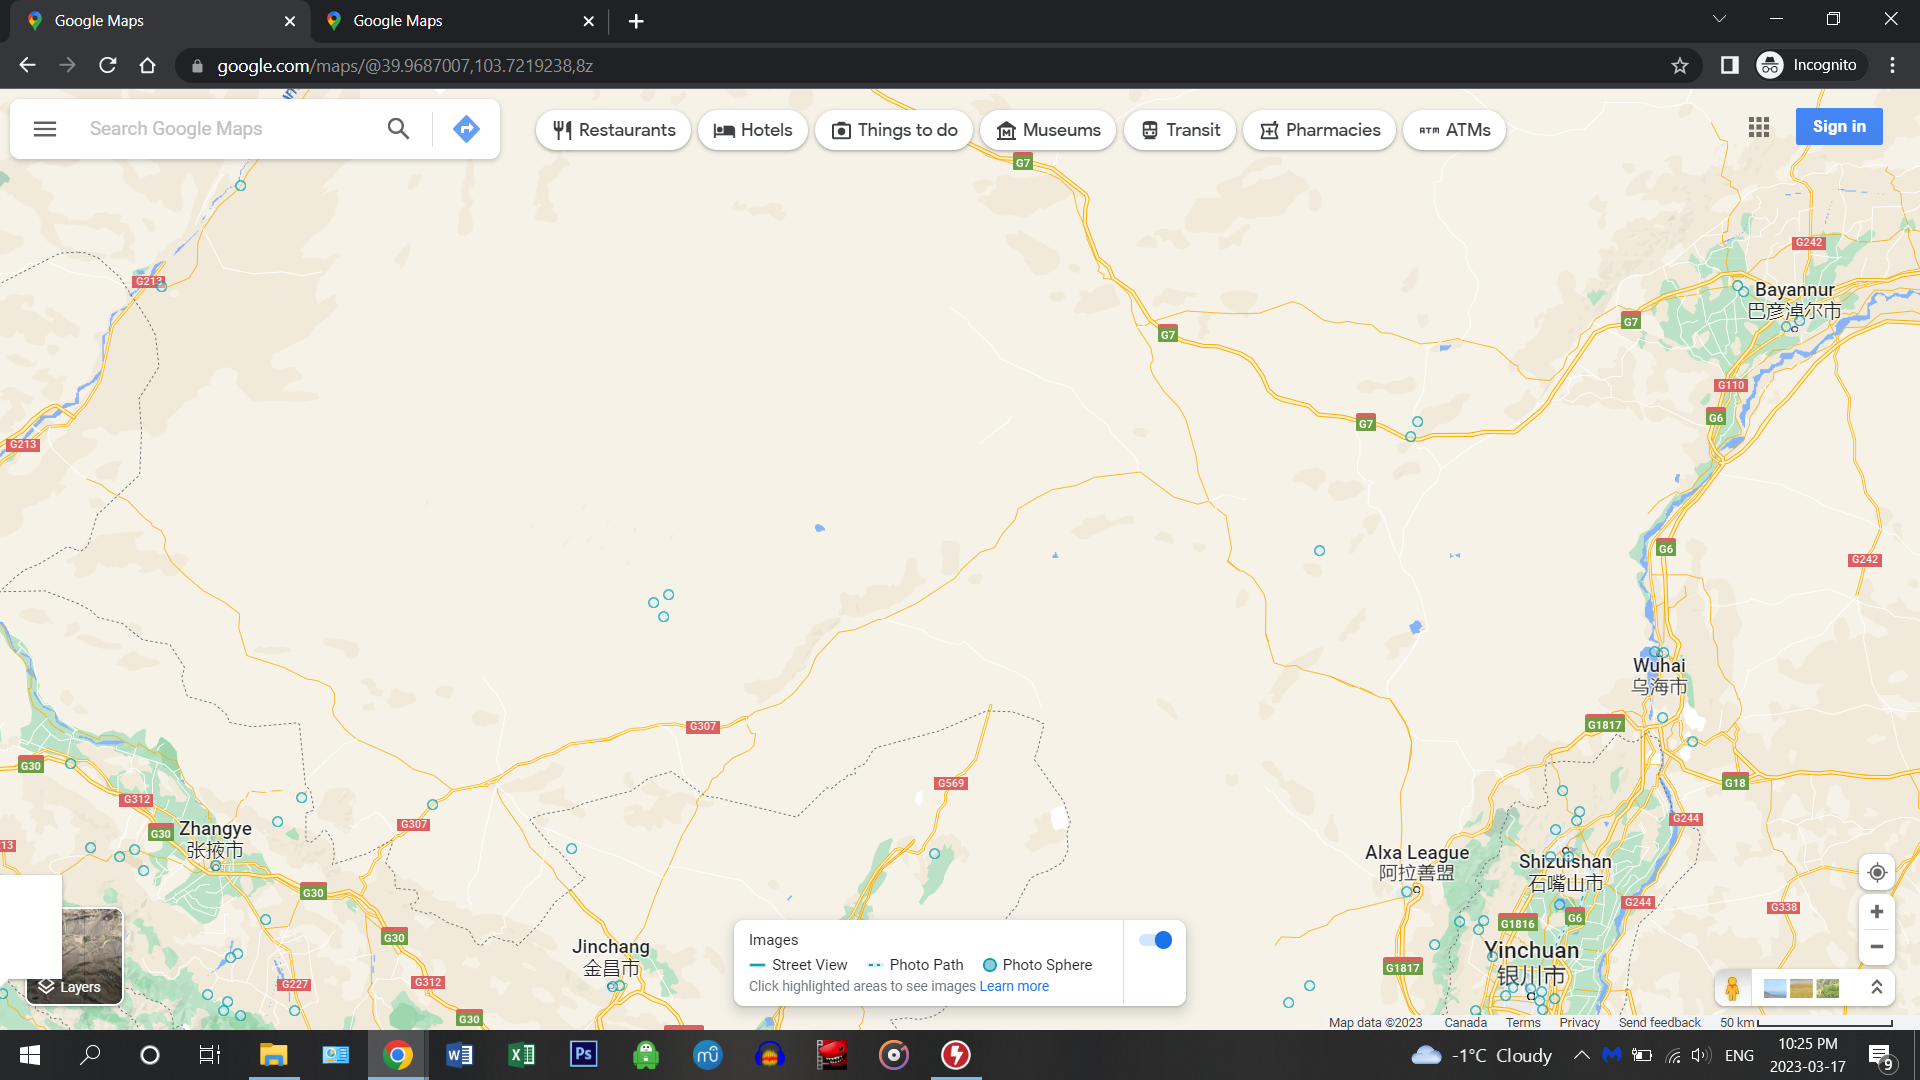 Google Maps
Google Maps
google.com/maps/@39.9687007,103.7219238,8z
Incognito
Search Google Maps
Restaurants
Hotels
Things to do
Museums
Transit
Pharmacies
ATM ATMs
Sign in
G7
G242
G213
Bayannur
巴彦淖尔市
G7
G7
G110
G6
G7
G213
G6
G242
Wuhai
乌海市
G307
G1817
G30
G569
G18
G312
G307
G244
G30
Zhangye
张掖市
13
Alxa League
阿拉善盟
Shizuishan
石嘴山市
G30
G244
G338
G1816
G6
G30
Jinchang
金昌市
Yinchuan
银川市
G1817
G227
G312
G30
Layers
Images
Street View
Photo Path
Photo Sphere
Click highlighted areas to see images Learn more
Map data ©2023
Canada
Terms
Privacy
Send feedback
50 km
-1°C Cloudy
ENG
10:25 PM
2023-03-17
9